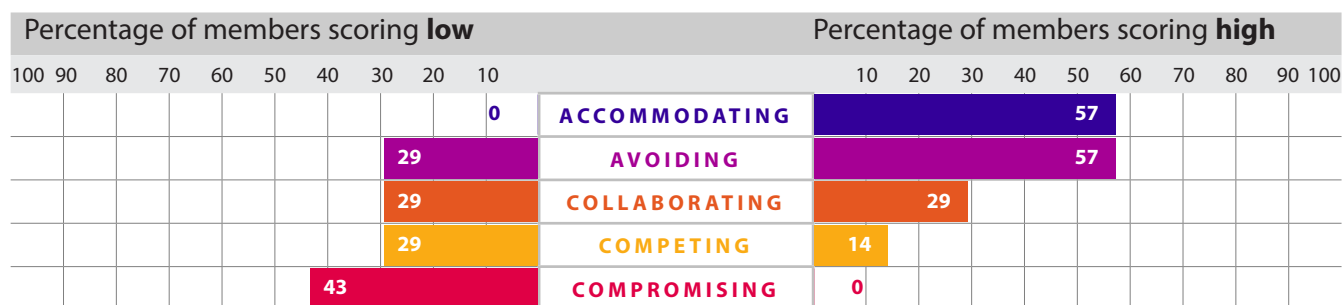 Percentage of members scoring low Percentage of members scoring high
100 90 80 70 60 50 40 30 20 10 10 20 30 40 50 60 70 80 90 100
0 ACCOMMODATING 57
29 AVOIDING 57
29 COLLABORATING 29
29 COMPETING 14
43 COMPROMISING 0